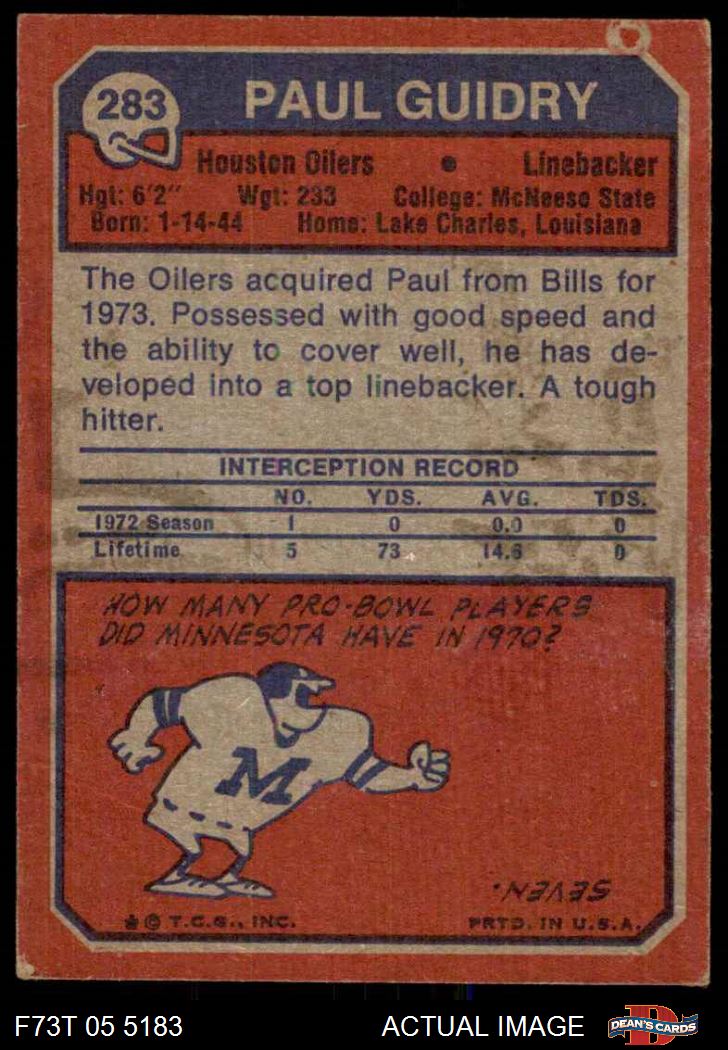 283
PAUL GUIDRY
Houston Oilers • Linebacker
Hgt: 6'2" Wgt: 233 College: McNeese State
Born: 1-14-44 Home: Lake Charles, Louisiana
The Oilers acquired Paul from Bills for
1973. Possessed with good speed and
the ability to cover well, he has de-
veloped into a top linebacker. A tough
hitter.
INTERCEPTION RECORD
NO. YDS. AVG. TDS.
1972 Season 1 0 0.0 0
Lifetime 5 73 14.6 0
HOW MANY PRO-BOWL PLAYERS
DID MINNESOTA HAVE IN 1970?
M
SEVEN.
★ © T.C.G., INC. PRTD. IN U.S.A.
F73T 05 5183 ACTUAL IMAGE DEAN'S CARDS